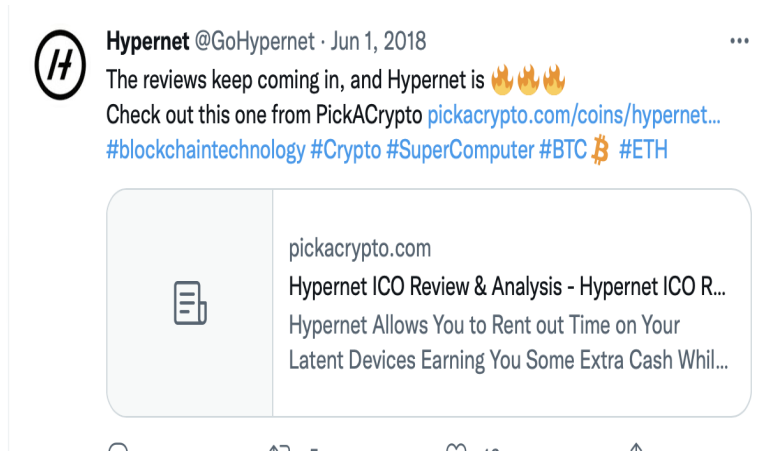 Hypernet @GoHypernet · Jun 1, 2018
The reviews keep coming in, and Hypernet is 🔥🔥🔥
Check out this one from PickACrypto pickacrypto.com/coins/hypernet…
#blockchaintechnology #Crypto #SuperComputer #BTC #ETH
pickacrypto.com
Hypernet ICO Review & Analysis - Hypernet ICO R...
Hypernet Allows You to Rent out Time on Your
Latent Devices Earning You Some Extra Cash Whil...